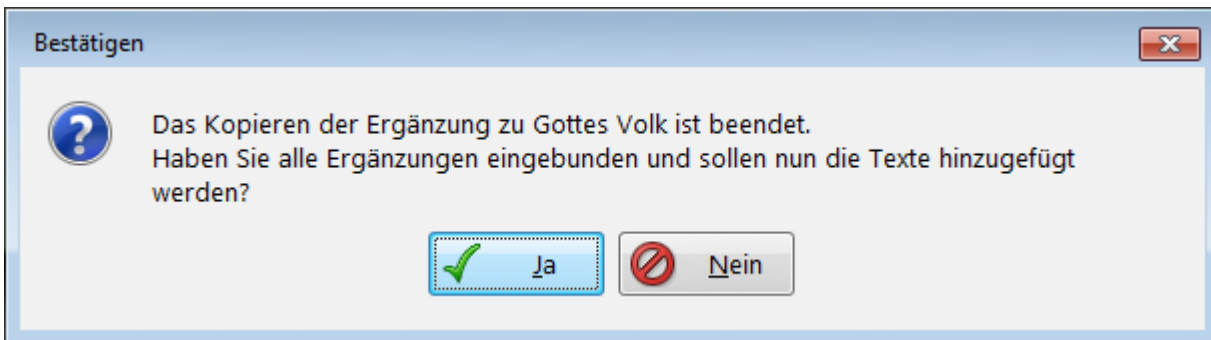 Bestätigen
Das Kopieren der Ergänzung zu Gottes Volk ist beendet.
Haben Sie alle Ergänzungen eingebunden und sollen nun die Texte hinzugefügt
werden?
Ja
Nein